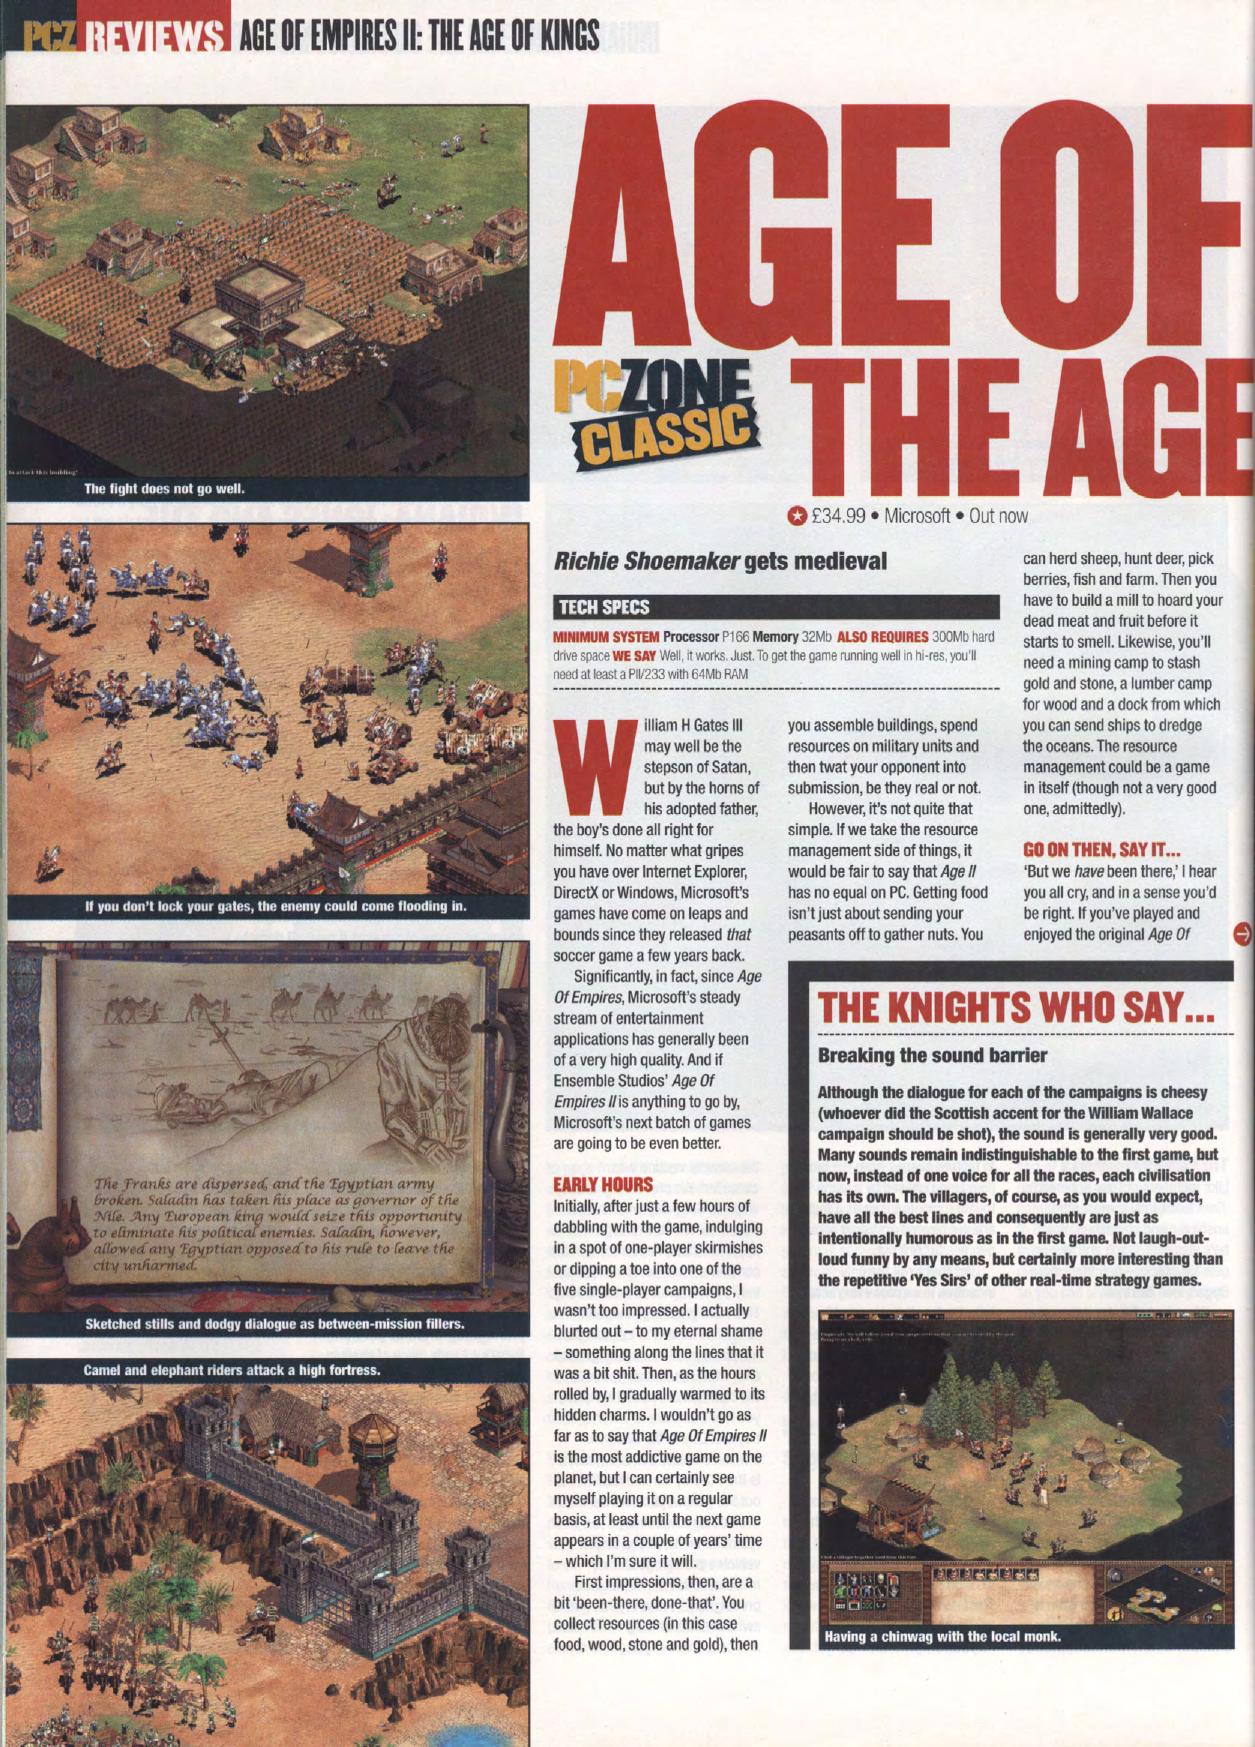 PCZ REVIEWS AGE OF EMPIRES II: THE AGE OF KINGS
The fight does not go well.
If you don't lock your gates, the enemy could come flooding in.
The Franks are dispersed, and the Egyptian army
broken. Saladin has taken his place as governor of the
Nile. Any European king would seize this opportunity
to eliminate his political enemies. Saladin, however,
allowed any Egyptian opposed to his rule to leave the
city unharmed.
Sketched stills and dodgy dialogue as between-mission fillers.
Camel and elephant riders attack a high fortress.
AGE OF
PCZONE
CLASSIC
THE AGE
£34.99 • Microsoft • Out now
Richie Shoemaker gets medieval
TECH SPECS
MINIMUM SYSTEM Processor P166 Memory 32Mb ALSO REQUIRES 300Mb hard
drive space WE SAY Well, it works. Just. To get the game running well in hi-res, you'll
need at least a PII/233 with 64Mb RAM
William H Gates III
may well be the
stepson of Satan,
but by the horns of
his adopted father,
the boy's done all right for
himself. No matter what gripes
you have over Internet Explorer,
DirectX or Windows, Microsoft's
games have come on leaps and
bounds since they released that
soccer game a few years back.
Significantly, in fact, since Age
Of Empires, Microsoft's steady
stream of entertainment
applications has generally been
of a very high quality. And if
Ensemble Studios' Age Of
Empires II is anything to go by,
Microsoft's next batch of games
are going to be even better.
EARLY HOURS
Initially, after just a few hours of
dabbling with the game, indulging
in a spot of one-player skirmishes
or dipping a toe into one of the
five single-player campaigns, I
wasn't too impressed. I actually
blurted out – to my eternal shame
– something along the lines that it
was a bit shit. Then, as the hours
rolled by, I gradually warmed to its
hidden charms. I wouldn't go as
far as to say that Age Of Empires II
is the most addictive game on the
planet, but I can certainly see
myself playing it on a regular
basis, at least until the next game
appears in a couple of years' time
– which I'm sure it will.
First impressions, then, are a
bit 'been-there, done-that'. You
collect resources (in this case
food, wood, stone and gold), then
you assemble buildings, spend
resources on military units and
then twat your opponent into
submission, be they real or not.
However, it's not quite that
simple. If we take the resource
management side of things, it
would be fair to say that Age II
has no equal on PC. Getting food
isn't just about sending your
peasants off to gather nuts. You
can herd sheep, hunt deer, pick
berries, fish and farm. Then you
have to build a mill to hoard your
dead meat and fruit before it
starts to smell. Likewise, you'll
need a mining camp to stash
gold and stone, a lumber camp
for wood and a dock from which
you can send ships to dredge
the oceans. The resource
management could be a game
in itself (though not a very good
one, admittedly).
GO ON THEN, SAY IT...
'But we have been there,' I hear
you all cry, and in a sense you'd
be right. If you've played and
enjoyed the original Age Of
THE KNIGHTS WHO SAY...
Breaking the sound barrier
Although the dialogue for each of the campaigns is cheesy
(whoever did the Scottish accent for the William Wallace
campaign should be shot), the sound is generally very good.
Many sounds remain indistinguishable to the first game, but
now, instead of one voice for all the races, each civilisation
has its own. The villagers, of course, as you would expect,
have all the best lines and consequently are just as
intentionally humorous as in the first game. Not laugh-out-
loud funny by any means, but certainly more interesting than
the repetitive 'Yes Sirs' of other real-time strategy games.
Having a chinwag with the local monk.